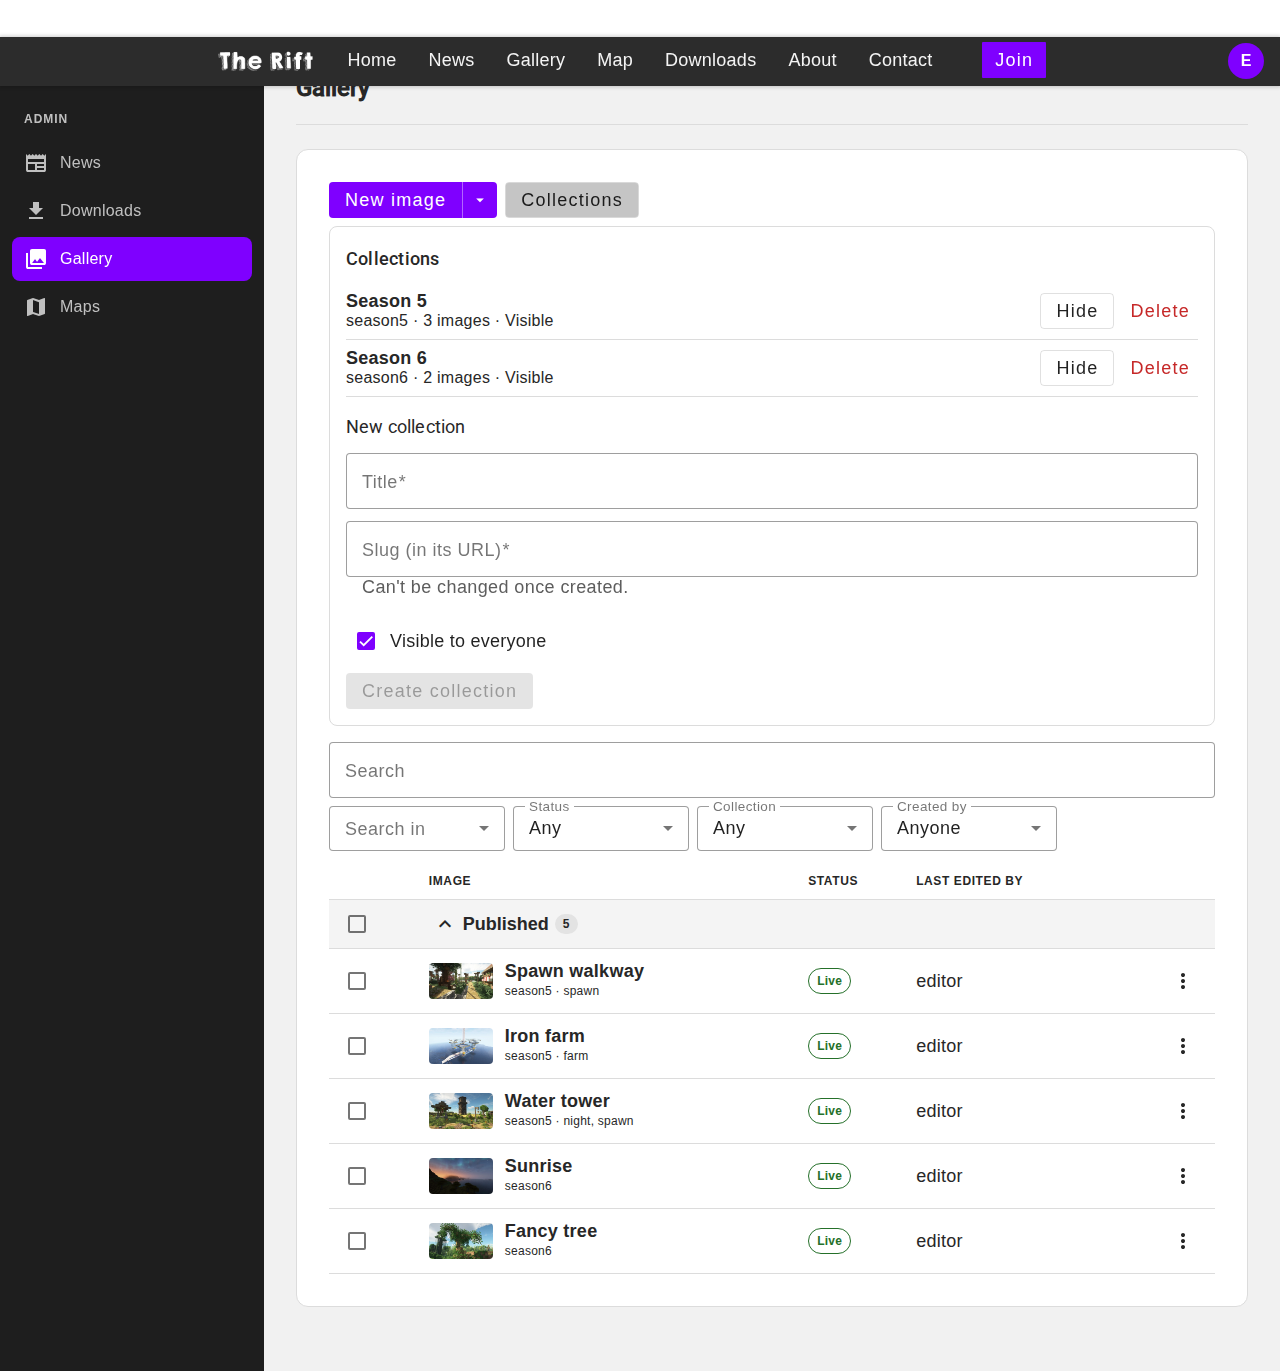 The Rift
Home
News
Gallery
Map
Downloads
About
Contact
Join
E
ADMIN
News
Downloads
Gallery
Maps
Gallery
New image
Collections
Collections
Season 5
season5 · 3 images · Visible
Hide
Delete
Season 6
season6 · 2 images · Visible
Hide
Delete
New collection
Title*
Slug (in its URL)*
Can't be changed once created.
Visible to everyone
Create collection
Search
Search in
Status
Any
Collection
Any
Created by
Anyone
IMAGE
STATUS
LAST EDITED BY
Published 5
Spawn walkway
season5 · spawn
Live
editor
Iron farm
season5 · farm
Live
editor
Water tower
season5 · night, spawn
Live
editor
Sunrise
season6
Live
editor
Fancy tree
season6
Live
editor